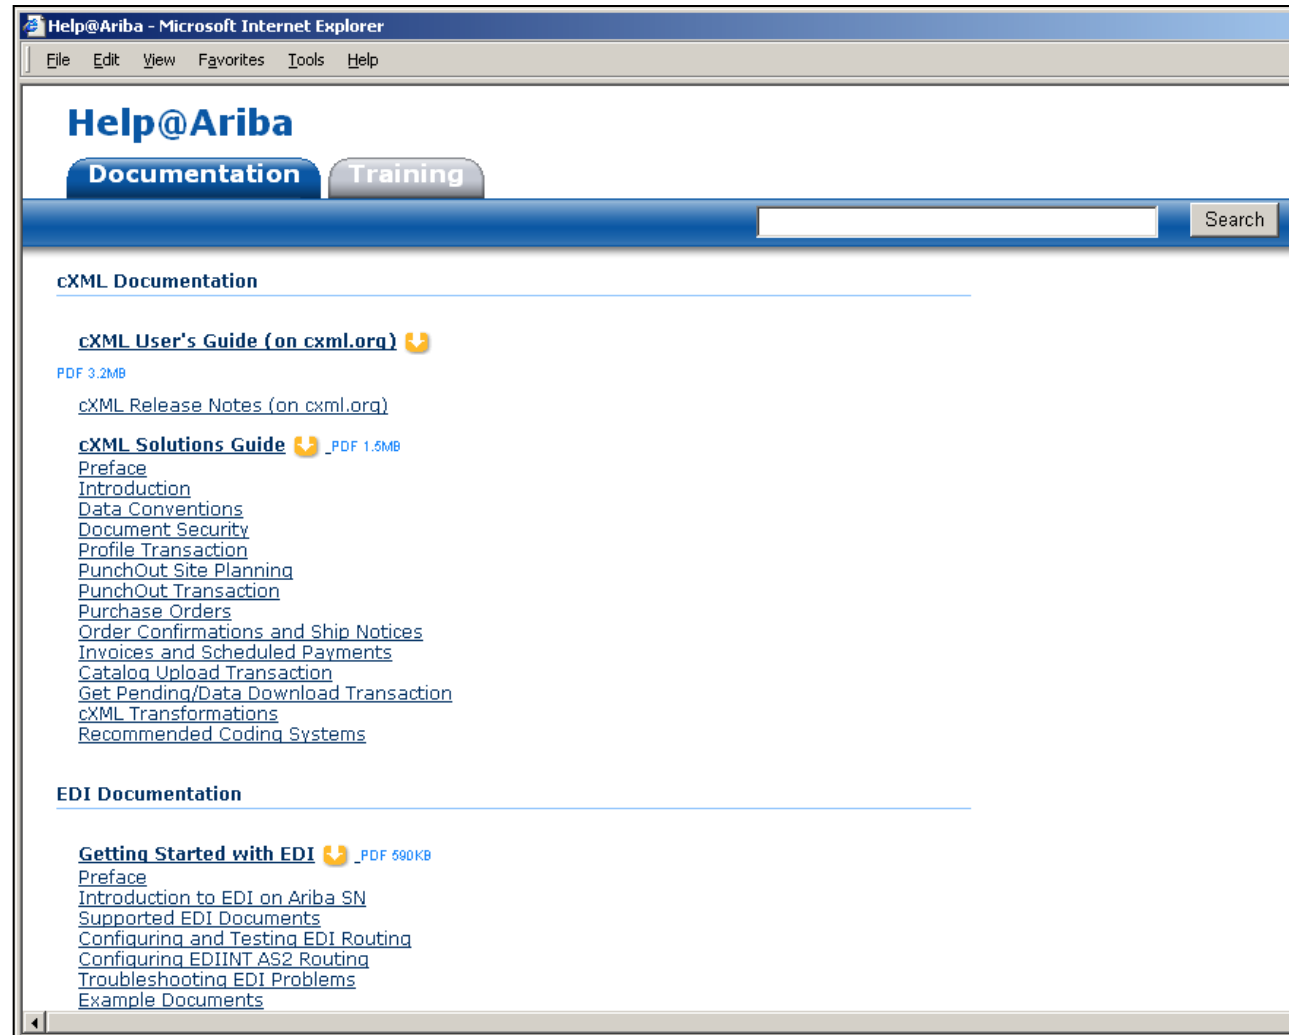 Help@Ariba - Microsoft Internet Explorer
File Edit View Favorites Tools Help
Help@Ariba
Documentation Training
Search
cXML Documentation
cXML User's Guide (on cxml.org)
PDF 3.2MB
cXML Release Notes (on cxml.org)
cXML Solutions Guide PDF 1.5MB
Preface
Introduction
Data Conventions
Document Security
Profile Transaction
PunchOut Site Planning
PunchOut Transaction
Purchase Orders
Order Confirmations and Ship Notices
Invoices and Scheduled Payments
Catalog Upload Transaction
Get Pending/Data Download Transaction
cXML Transformations
Recommended Coding Systems
EDI Documentation
Getting Started with EDI PDF 590KB
Preface
Introduction to EDI on Ariba SN
Supported EDI Documents
Configuring and Testing EDI Routing
Configuring EDIINT AS2 Routing
Troubleshooting EDI Problems
Example Documents